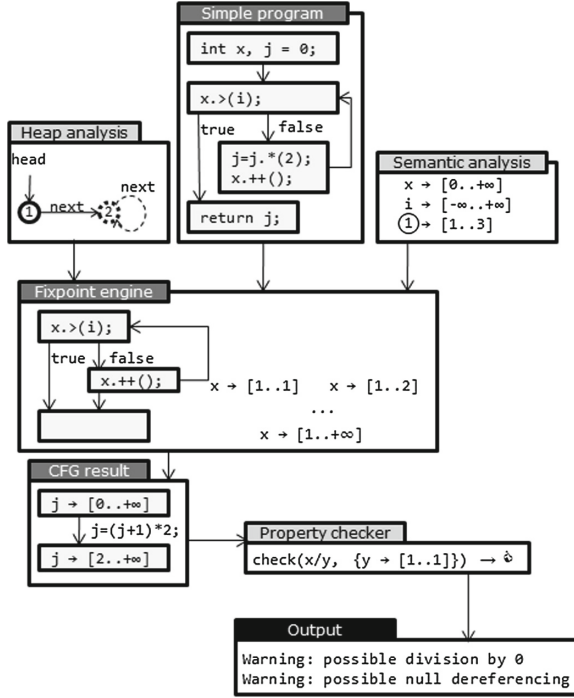 Simple program
int x, j = 0;
x.>(i);
true
false
j=j.*(2);
x.++();
return j;
Heap analysis
head
1
next
2
next
Semantic analysis
x → [0..+∞]
i → [-∞..+∞]
1 → [1..3]
Fixpoint engine
x.>(i);
true
false
x.++();
x → [1..1] x → [1..2]
...
x → [1..+∞]
CFG result
j → [0..+∞]
j=(j+1)*2;
j → [2..+∞]
Property checker
check(x/y, {y → [1..1]}) →
Output
Warning: possible division by 0
Warning: possible null dereferencing